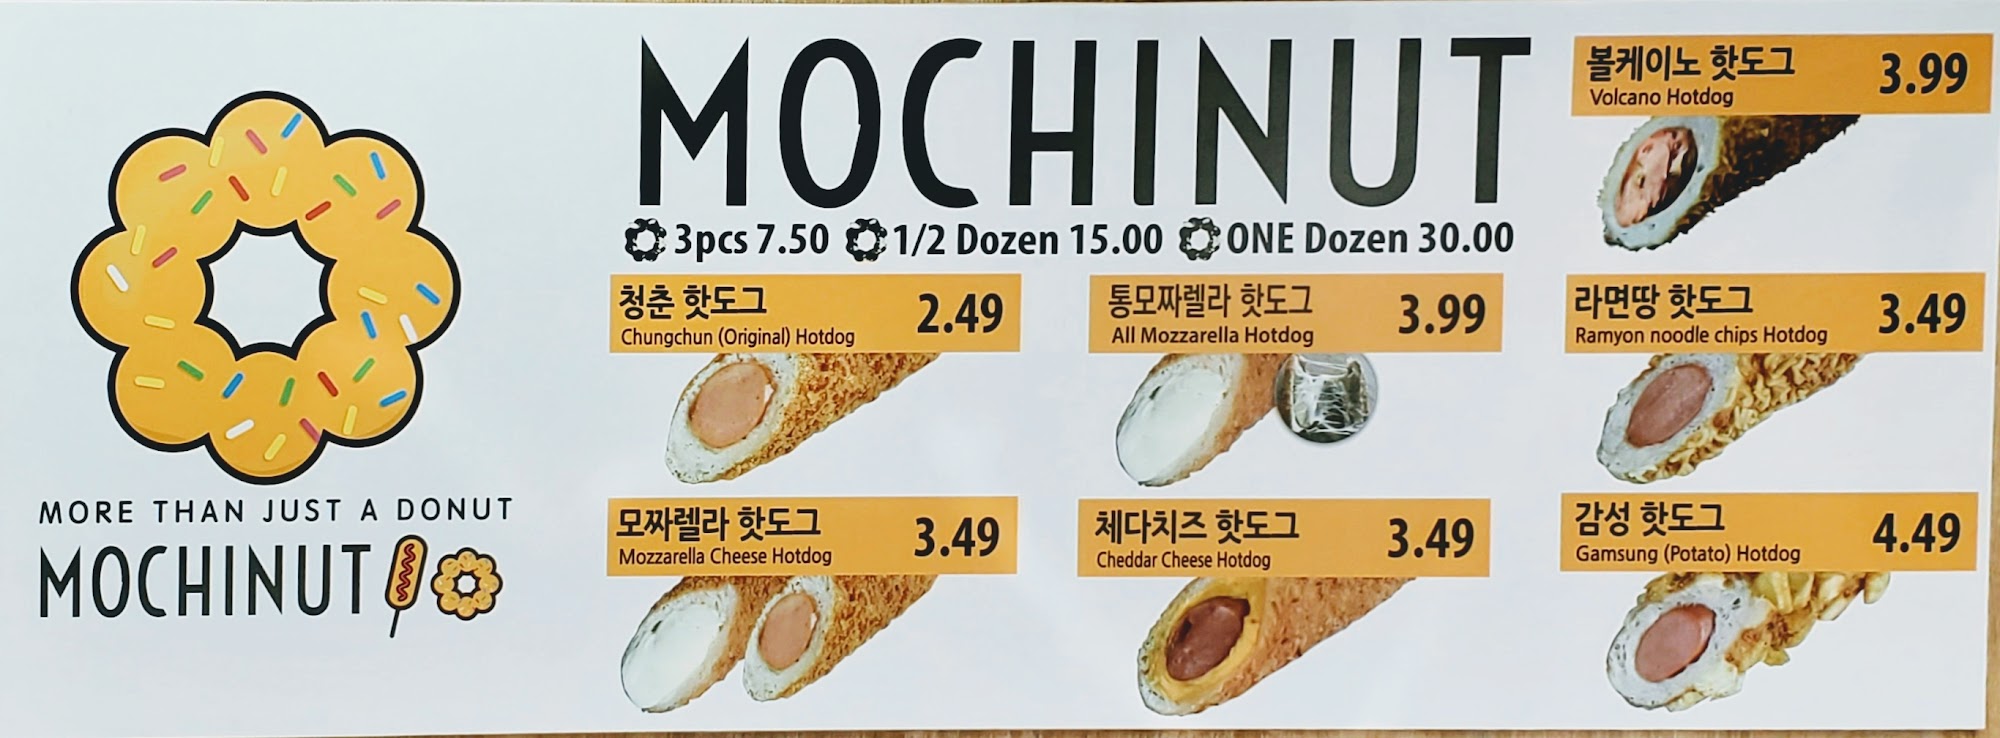 MORE THAN JUST A DONUT
MOCHINUT
MOCHINUT
3pcs 7.50 1/2 Dozen 15.00 ONE Dozen 30.00
청춘 핫도그 2.49
Chungchun (Original) Hotdog
통모짜렐라 핫도그 3.99
All Mozzarella Hotdog
모짜렐라 핫도그 3.49
Mozzarella Cheese Hotdog
체다치즈 핫도그 3.49
Cheddar Cheese Hotdog
볼케이노 핫도그 3.99
Volcano Hotdog
라면땅 핫도그 3.49
Ramyon noodle chips Hotdog
감성 핫도그 4.49
Gamsung (Potato) Hotdog